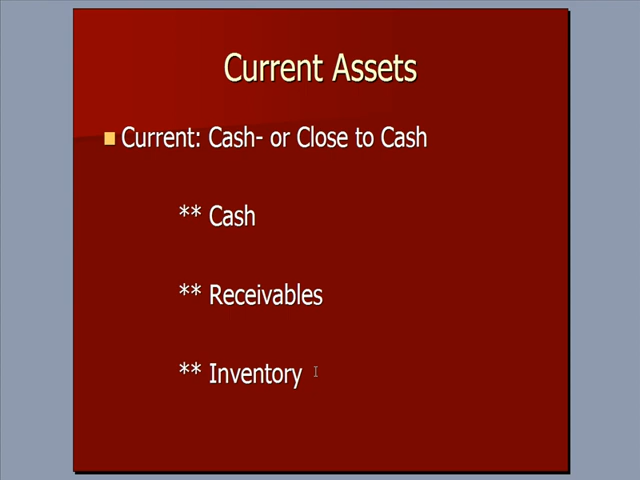 Current Assets
Current: Cash- or Close to Cash
** Cash
** Receivables
** Inventory